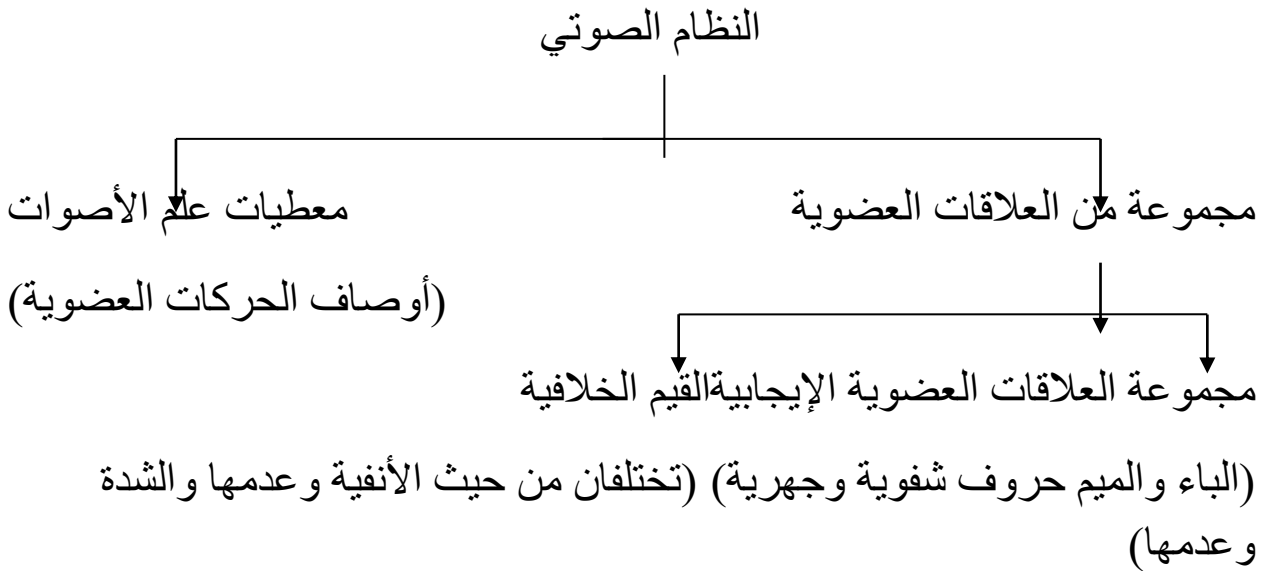 النظام الصوتي
مجموعة من العلاقات العضوية معطيات علم الأصوات
(أوصاف الحركات العضوية)
مجموعة العلاقات العضوية الإيجابيةالقيم الخلافية
(الباء والميم حروف شفوية وجهرية) (تختلفان من حيث الأنفية وعدمها والشدة
وعدمها)